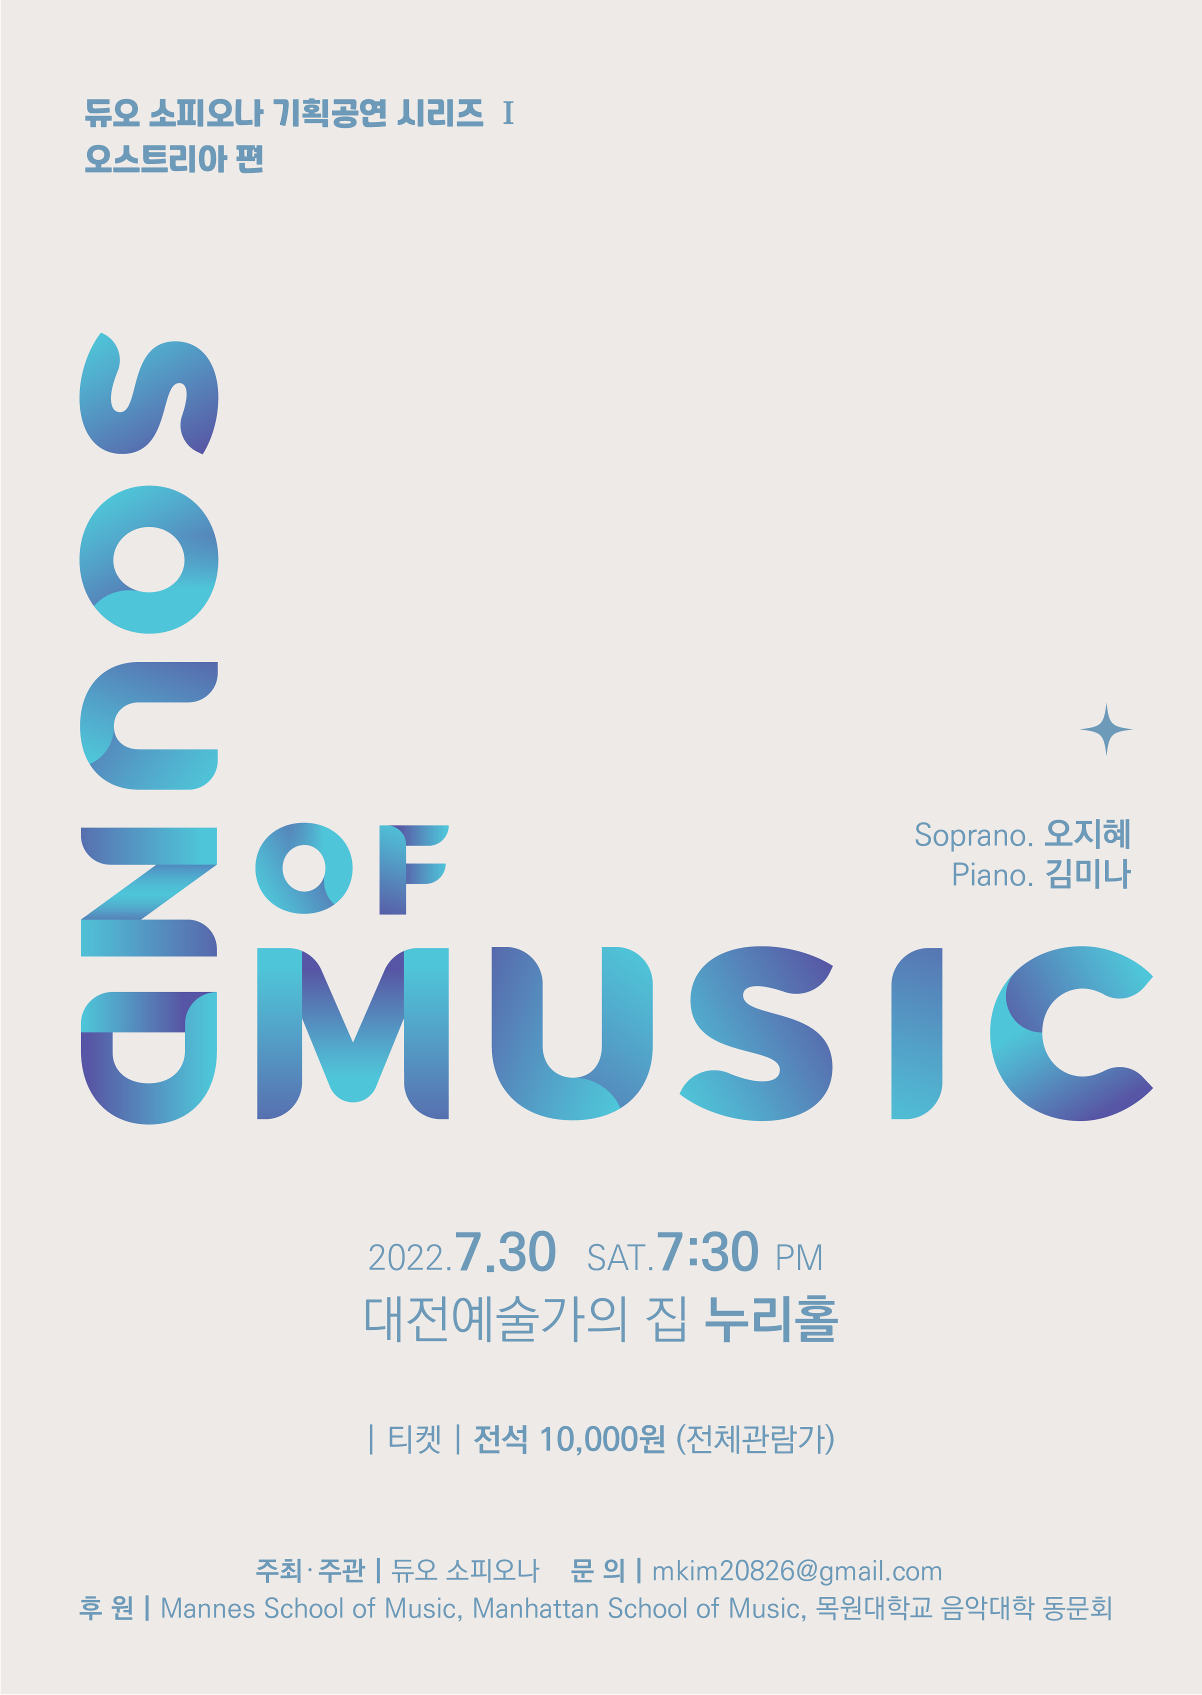 듀오 소피오나 기획공연 시리즈 I
오스트리아 편
SOUND
OF
MUSIC
Soprano. 오지혜
Piano. 김미나
2022.7.30 SAT.7:30 PM
대전예술가의 집 누리홀
| 티켓 | 전석 10,000원 (전체관람가)
주최·주관 | 듀오 소피오나 문 의 | mkim20826@gmail.com
후 원 | Mannes School of Music, Manhattan School of Music, 목원대학교 음악대학 동문회